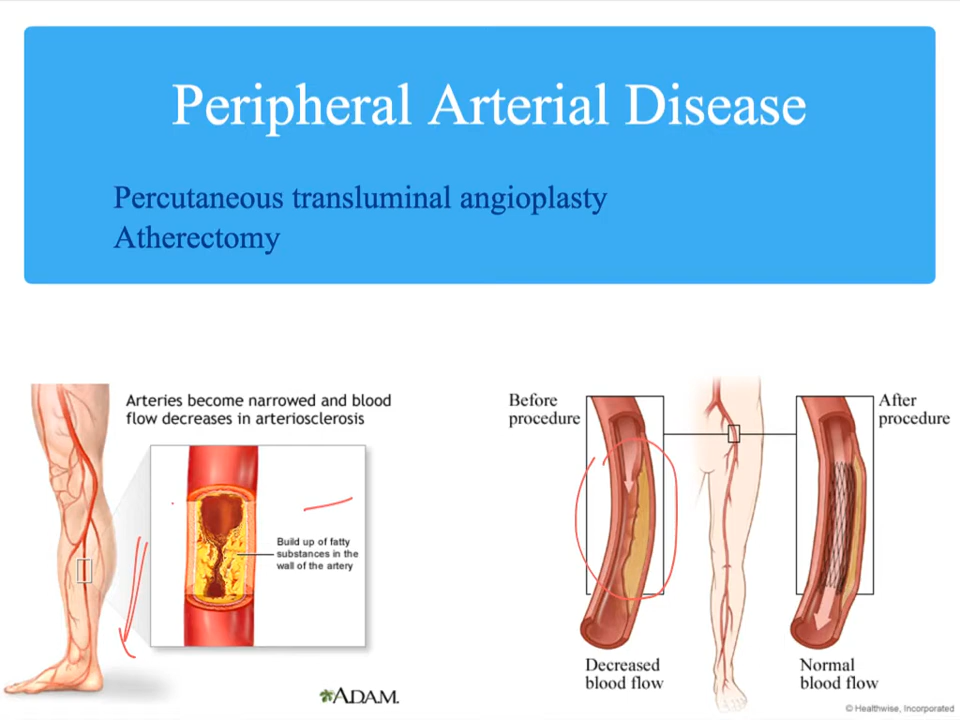 Peripheral Arterial Disease
Percutaneous transluminal angioplasty
Atherectomy
Arteries become narrowed and blood
flow decreases in arteriosclerosis
Build up of fatty
substances in the
wall of the artery
ADAM.
Before
procedure
After
procedure
Decreased
blood flow
Normal
blood flow
© Healthwise, Incorporated